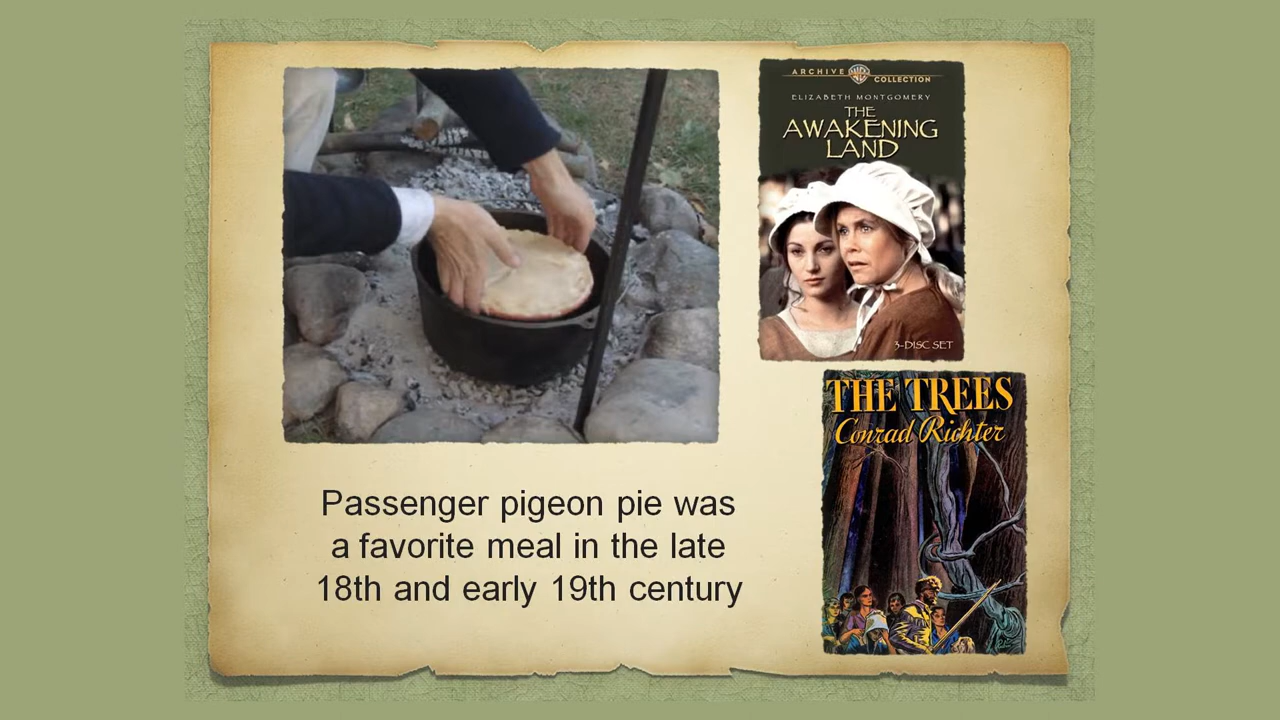 ARCHIVE COLLECTION
ELIZABETH MONTGOMERY
THE
AWAKENING
LAND
3-DISC SET
THE TREES
Conrad Richter
Passenger pigeon pie was
a favorite meal in the late
18th and early 19th century